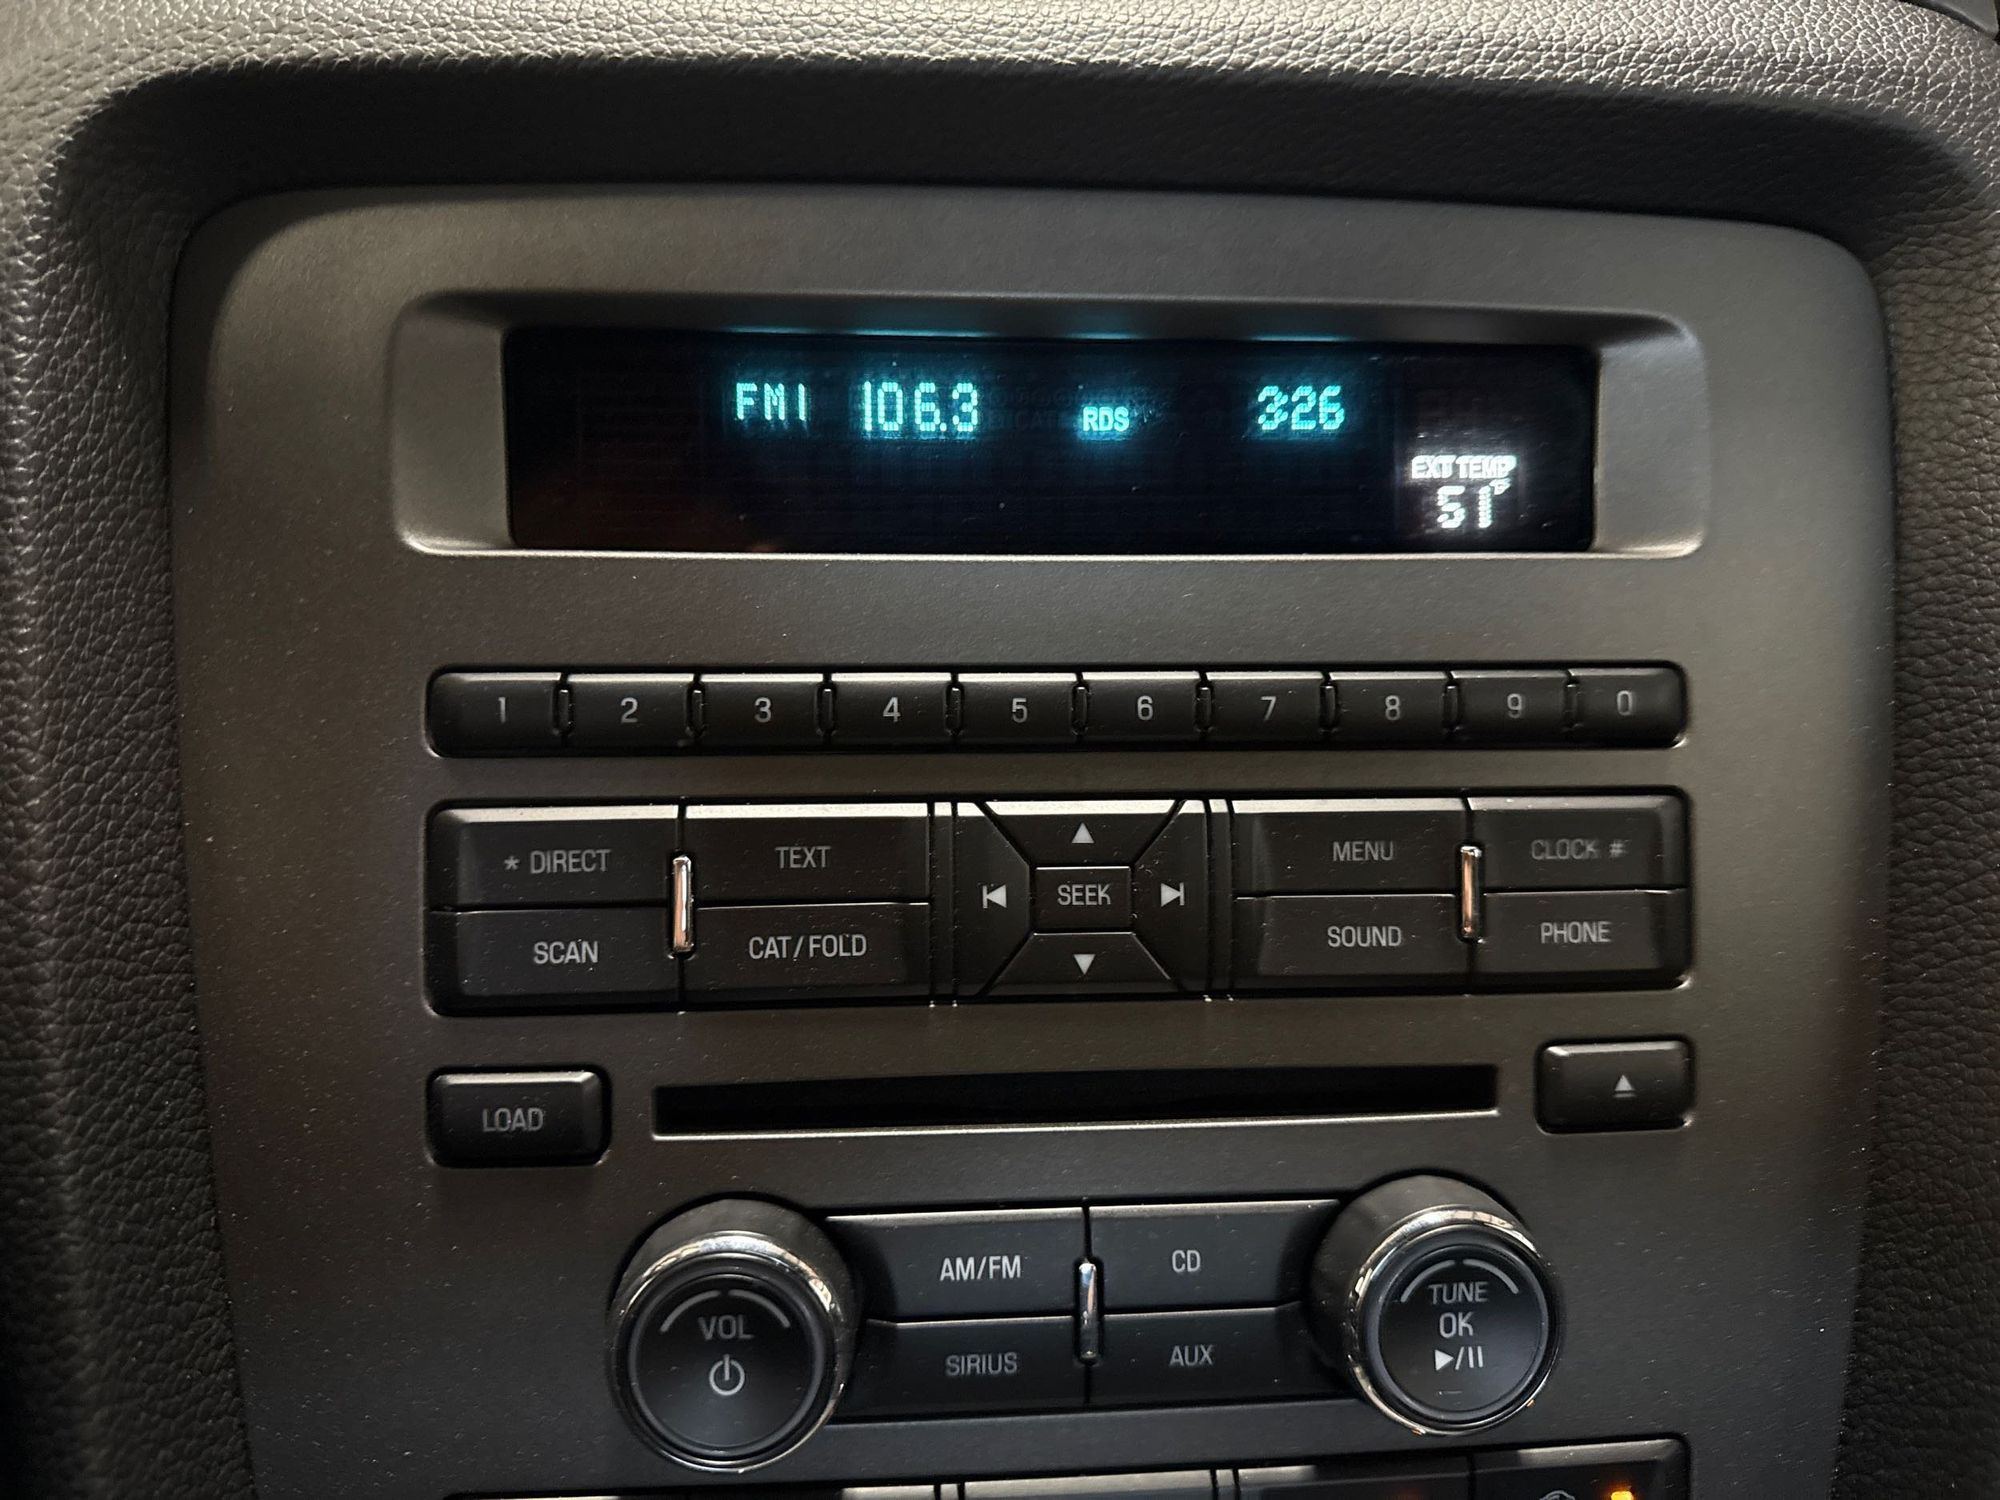 FM1 106.3 RDS 3:26
EXT TEMP
51°
1 2 3 4 5 6 7 8 9 0
* DIRECT TEXT MENU CLOCK #
SEEK
SCAN CAT/FOLD SOUND PHONE
LOAD
AM/FM CD
VOL TUNE
OK
SIRIUS AUX